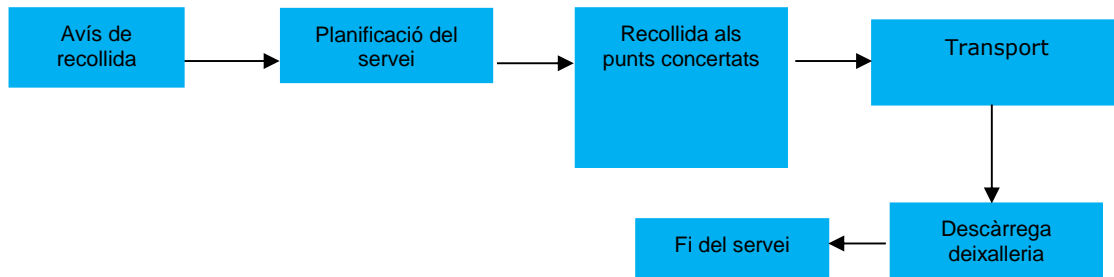 Avís de
recollida
Planificació del
servei
Recollida als
punts concertats
Transport
Descàrrega
deixalleria
Fi del servei